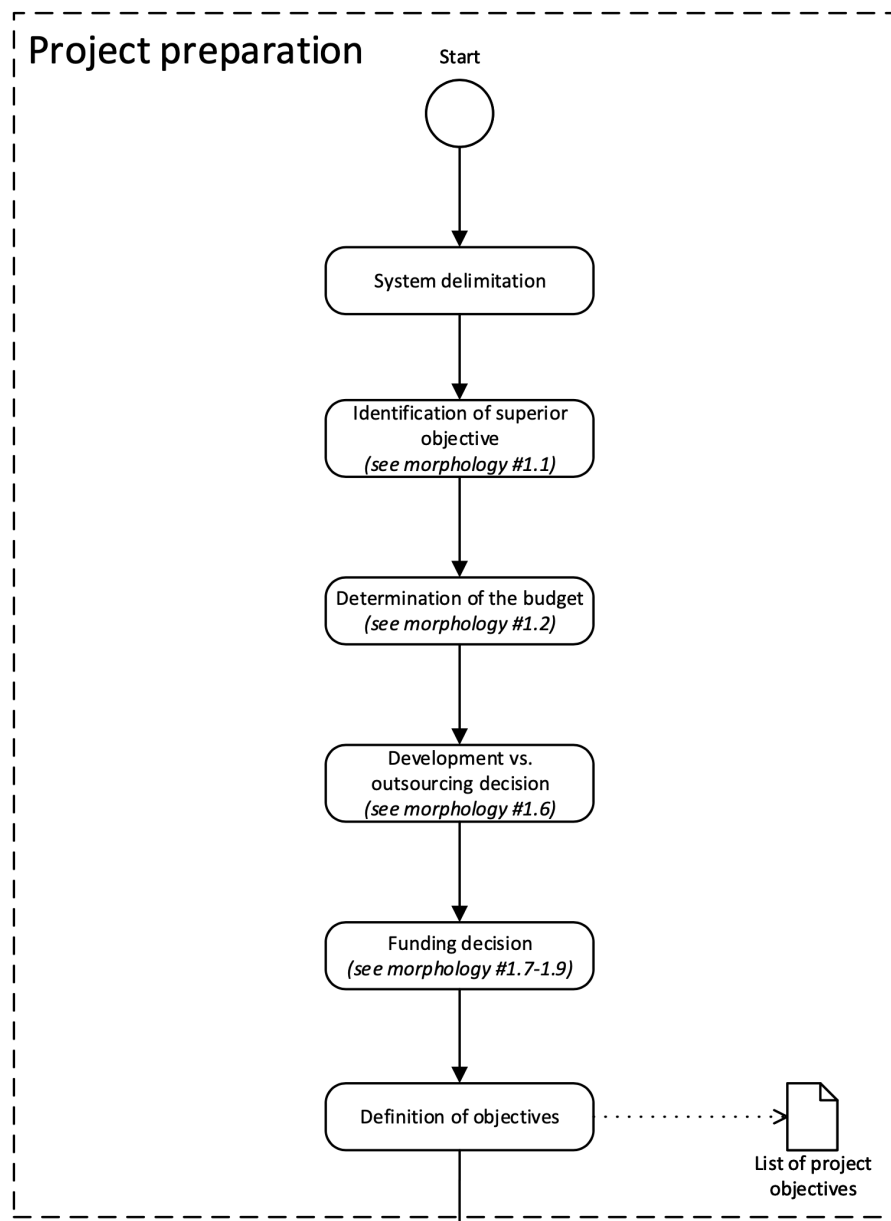 Project preparation
Start
System delimitation
Identification of superior
objective
(see morphology #1.1)
Determination of the budget
(see morphology #1.2)
Development vs.
outsourcing decision
(see morphology #1.6)
Funding decision
(see morphology #1.7-1.9)
Definition of objectives
List of project
objectives